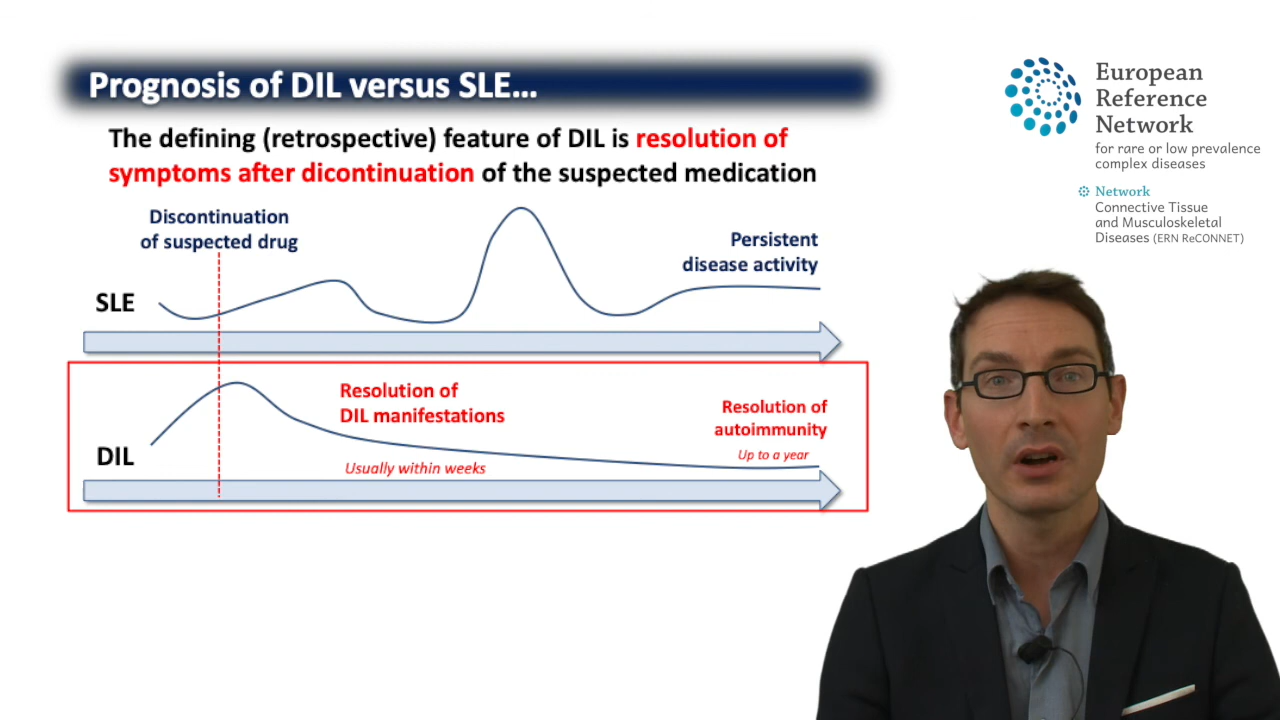 Prognosis of DIL versus SLE...
The defining (retrospective) feature of DIL is resolution of
symptoms after dicontinuation of the suspected medication
Discontinuation
of suspected drug
Persistent
disease activity
SLE
Resolution of
DIL manifestations
Resolution of
autoimmunity
Up to a year
DIL
Usually within weeks
European
Reference
Network
for rare or low prevalence
complex diseases
Network
Connective Tissue
and Musculoskeletal
Diseases (ERN ReCONNET)